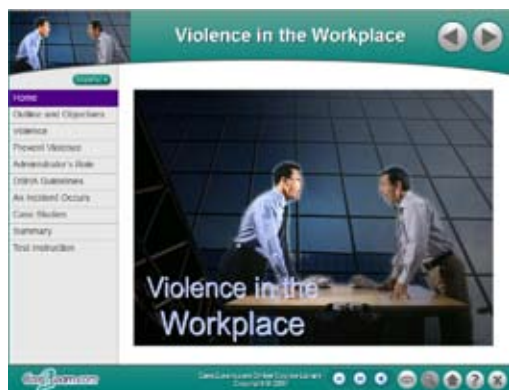 Violence in the Workplace
Home
Outline and Objectives
Violence
Prevent Violence
Administrator's Role
OSHA Guidelines
An Incident Occurs
Case Studies
Summary
Test Instruction
Violence in the
Workplace